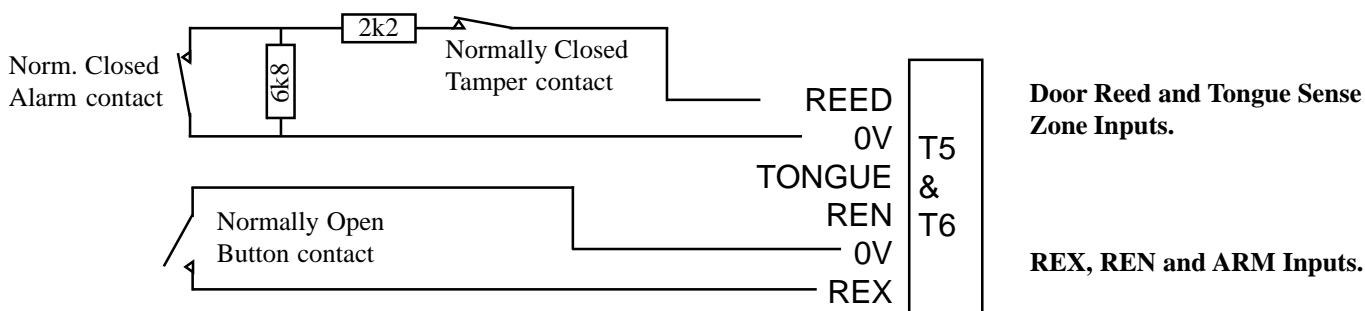 2k2
Normally Closed
Tamper contact
Norm. Closed
Alarm contact
6k8
REED
0V
TONGUE
REN
0V
REX
T5
&
T6
Door Reed and Tongue Sense
Zone Inputs.
Normally Open
Button contact
REX, REN and ARM Inputs.